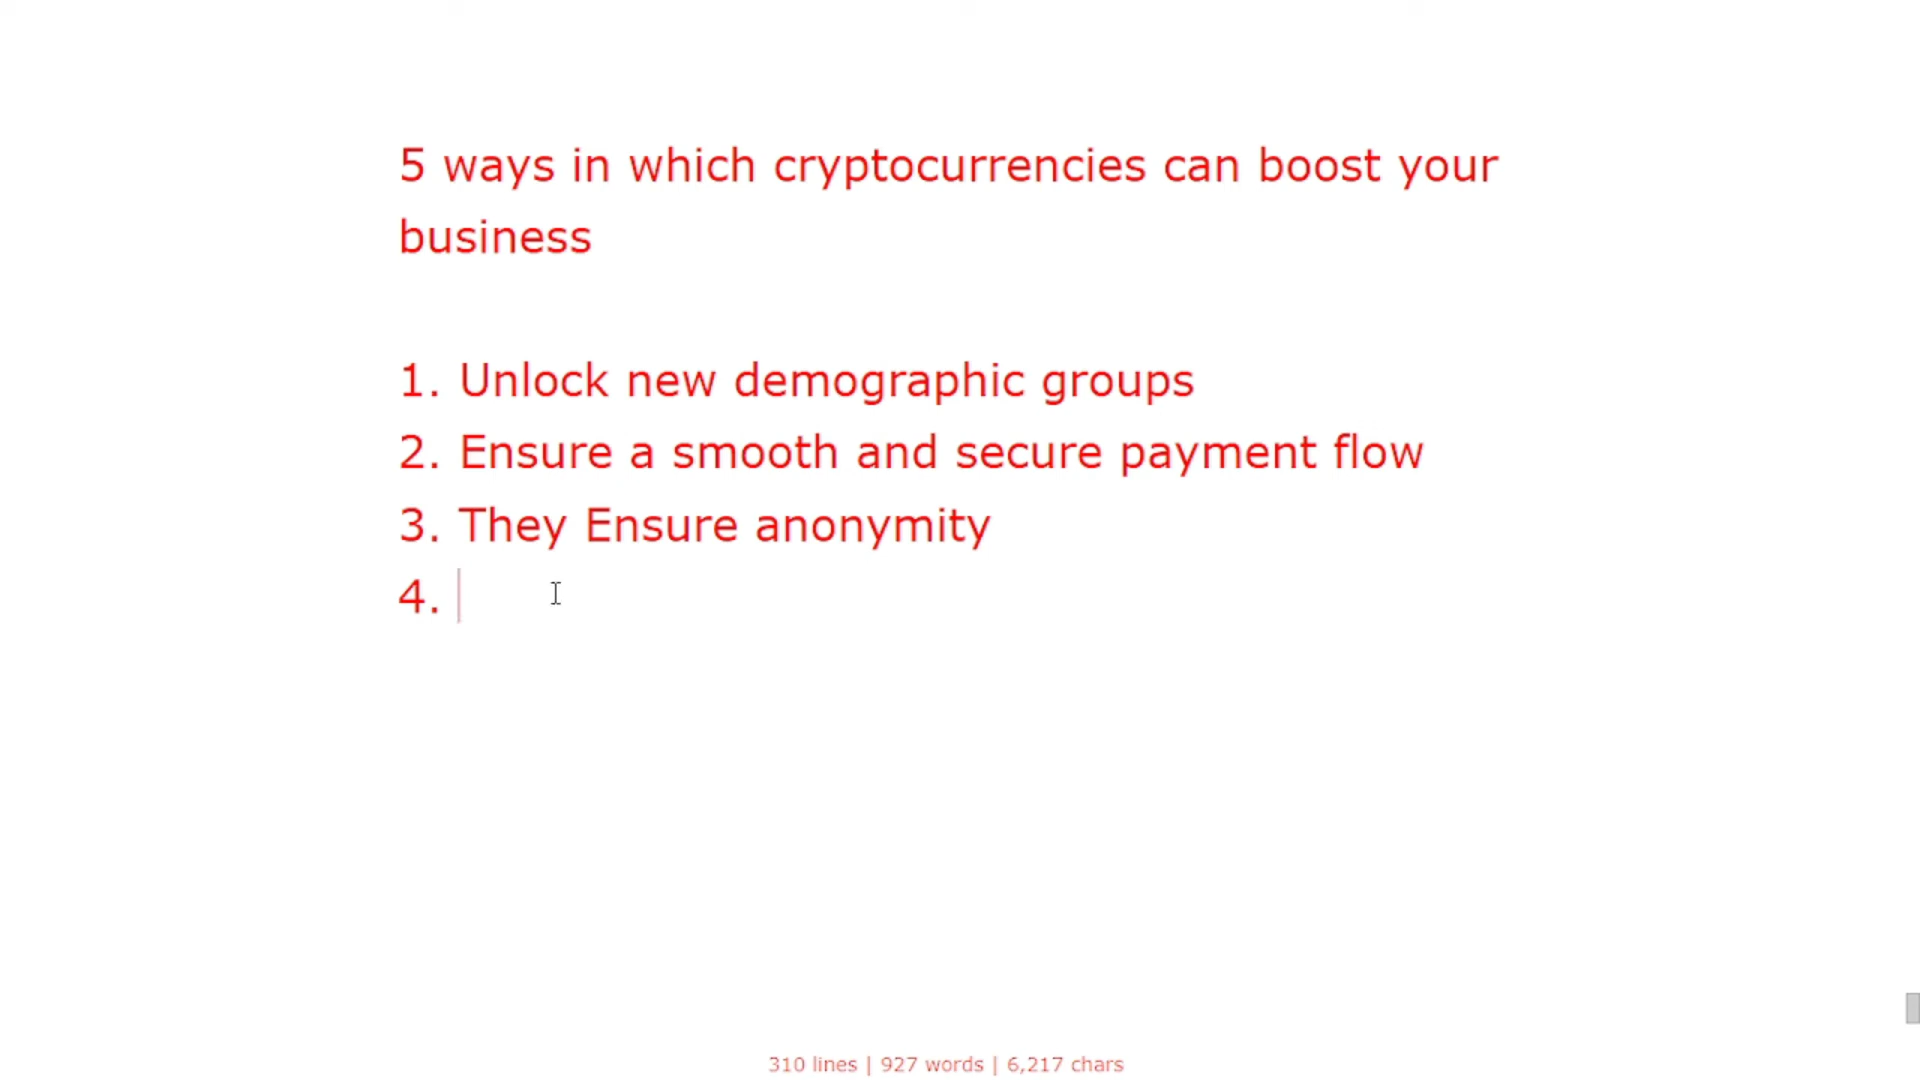 5 ways in which cryptocurrencies can boost your
business
1. Unlock new demographic groups
2. Ensure a smooth and secure payment flow
3. They Ensure anonymity
4.
310 lines | 927 words | 6,217 chars